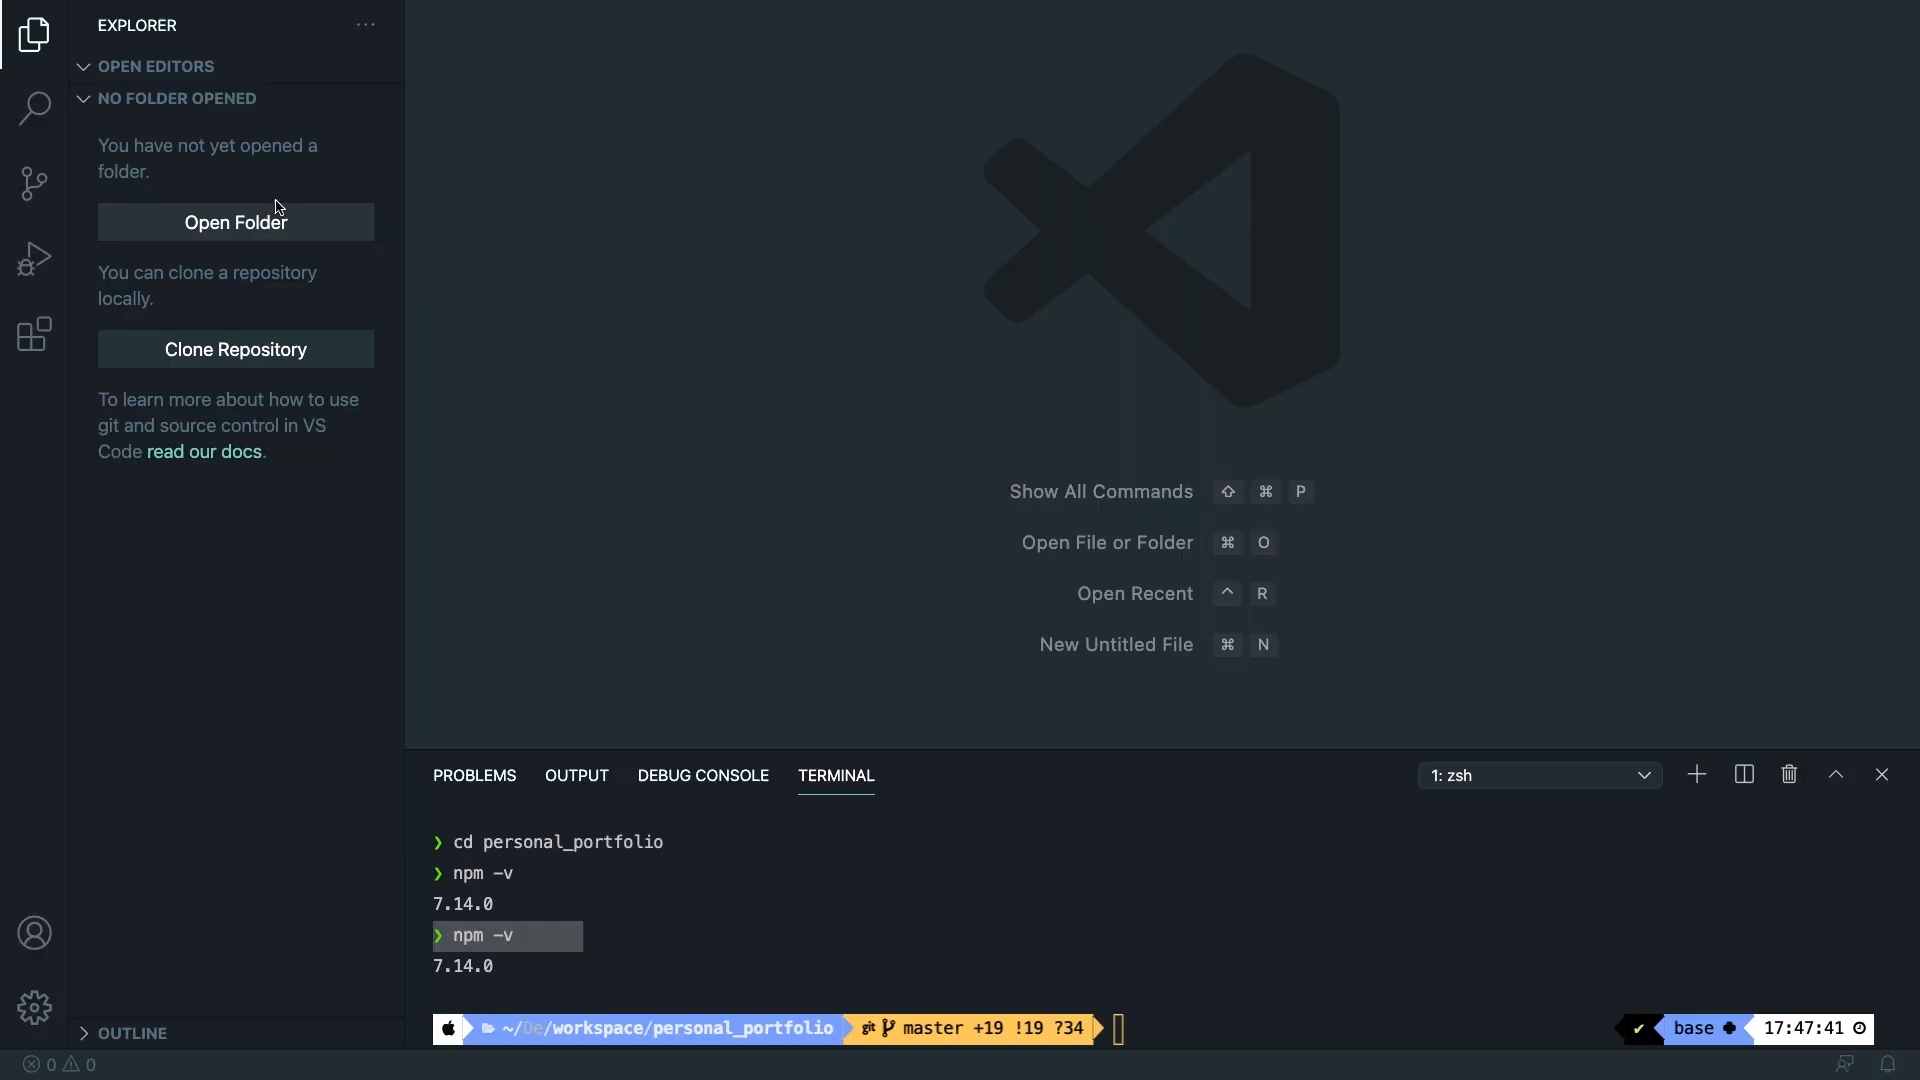 EXPLORER
OPEN EDITORS
NO FOLDER OPENED
You have not yet opened a
folder.
Open Folder
You can clone a repository
locally.
Clone Repository
To learn more about how to use
git and source control in VS
Code read our docs.
OUTLINE
0 0
Show All Commands ⇧ ⌘ P
Open File or Folder ⌘ O
Open Recent ^ R
New Untitled File ⌘ N
PROBLEMS OUTPUT DEBUG CONSOLE TERMINAL
1: zsh
❯ cd personal_portfolio
❯ npm -v
7.14.0
❯ npm -v
7.14.0
~/De/workspace/personal_portfolio git master +19 !19 ?34 ✔ base 17:47:41